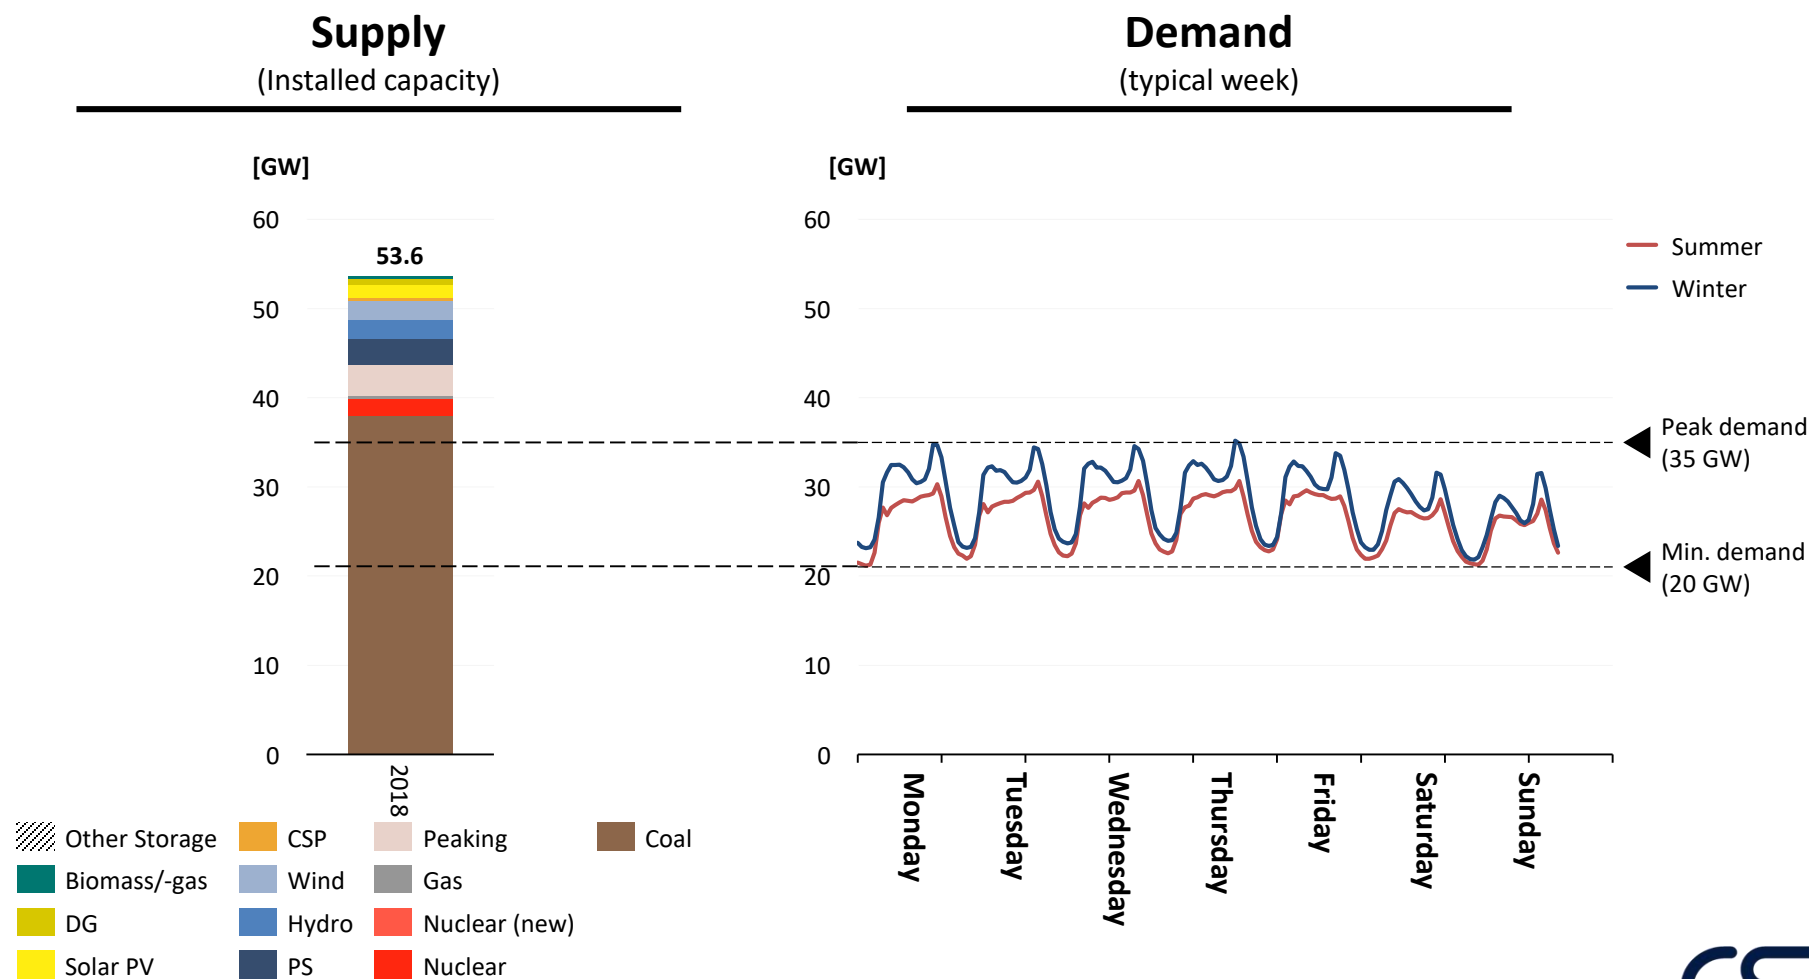 Supply
(Installed capacity)
[GW]
60
50
40
30
20
10
0
53.6
2018
Other Storage
Biomass/-gas
DG
Solar PV
CSP
Wind
Hydro
PS
Peaking
Gas
Nuclear (new)
Nuclear
Coal
Demand
(typical week)
[GW]
60
50
40
30
20
10
0
Summer
Winter
Peak demand
(35 GW)
Min. demand
(20 GW)
Monday
Tuesday
Wednesday
Thursday
Friday
Saturday
Sunday